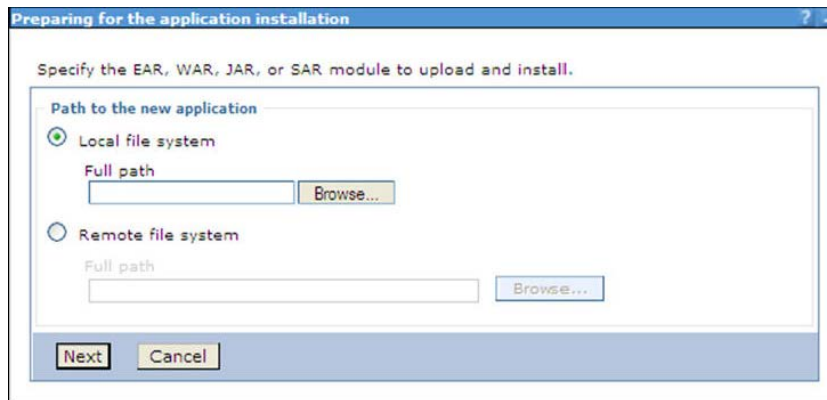 Preparing for the application installation ?
Specify the EAR, WAR, JAR, or SAR module to upload and install.
Path to the new application
Local file system
Full path
Browse...
Remote file system
Full path
Browse...
Next Cancel